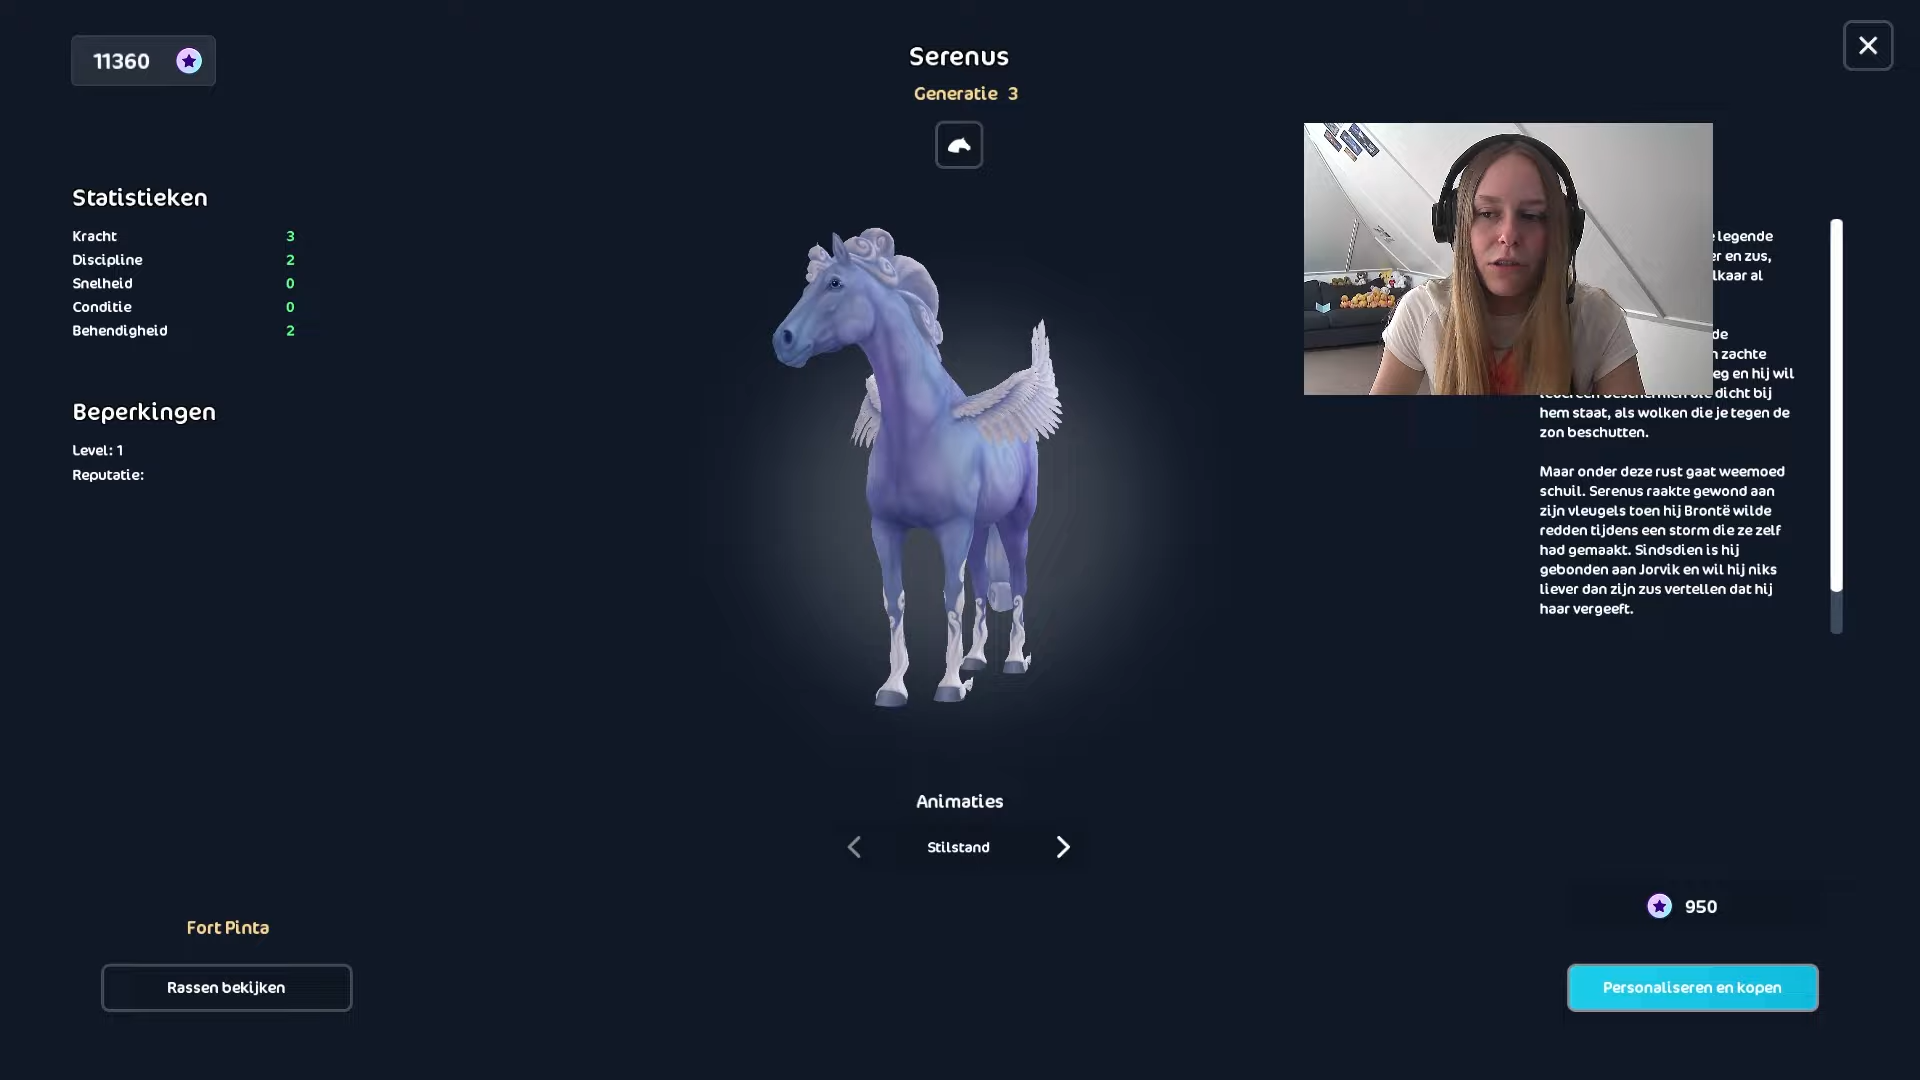 11360
Serenus
Generatie 3
Statistieken
Kracht 3
Discipline 2
Snelheid 0
Conditie 0
Behendigheid 2
Beperkingen
Level: 1
Reputatie:
legende
en zus,
al
zachte
en hij wil
dicht bij
hem staat, als wolken die je tegen de
zon beschutten.
Maar onder deze rust gaat weemoed
schuil. Serenus raakte gewond aan
zijn vleugels toen hij Brontë wilde
redden tijdens een storm die ze zelf
had gemaakt. Sindsdien is hij
gebonden aan Jorvik en wil hij niks
liever dan zijn zus vertellen dat hij
haar vergeeft.
Animaties
Stilstand
Fort Pinta
Rassen bekijken
950
Personaliseren en kopen